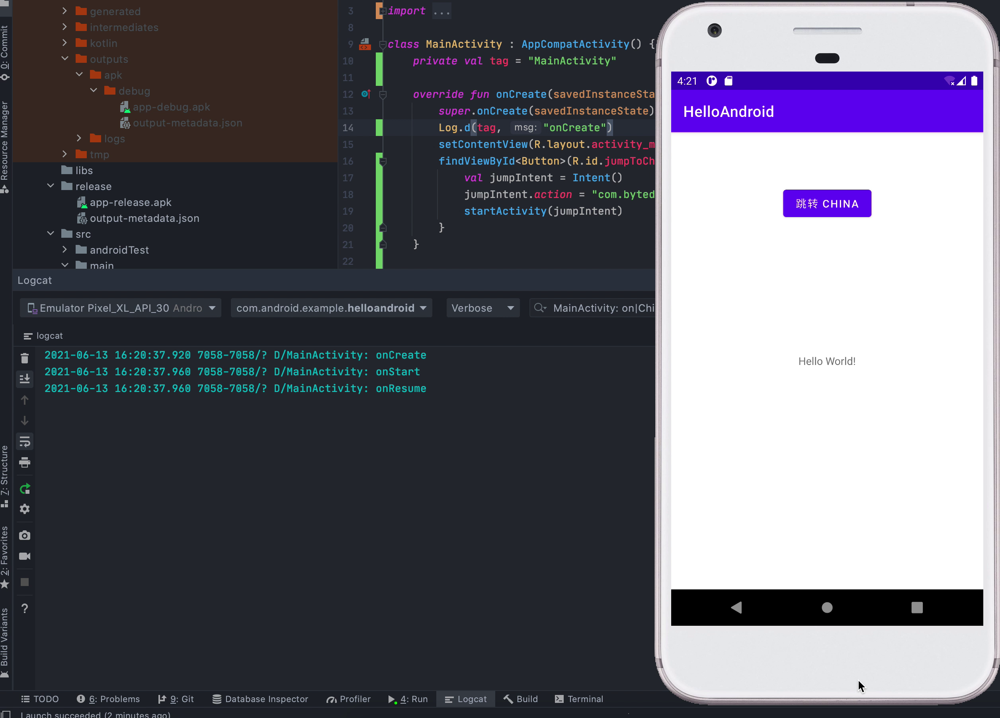 0: Commit
Resource Manager
7: Structure
2: Favorites
Build Variants
generated
intermediates
kotlin
outputs
apk
debug
app-debug.apk
output-metadata.json
logs
tmp
libs
release
app-release.apk
output-metadata.json
src
androidTest
main
3 import ...
8
9 class MainActivity : AppCompatActivity() {
10 private val tag = "MainActivity"
11
12 override fun onCreate(savedInstanceSta
13 super.onCreate(savedInstanceState)
14 Log.d(tag, msg: "onCreate")
15 setContentView(R.layout.activity_m
16 findViewById<Button>(R.id.jumpToCh
17 val jumpIntent = Intent()
18 jumpIntent.action = "com.byted
19 startActivity(jumpIntent)
20 }
21 }
22
Logcat
Emulator Pixel_XL_API_30 Andro
com.android.example.helloandroid
Verbose
MainActivity: on|Chi
logcat
2021-06-13 16:20:37.920 7058-7058/? D/MainActivity: onCreate
2021-06-13 16:20:37.960 7058-7058/? D/MainActivity: onStart
2021-06-13 16:20:37.960 7058-7058/? D/MainActivity: onResume
TODO 6: Problems 9: Git Database Inspector Profiler 4: Run Logcat Build Terminal
Launch succeeded (2 minutes ago)
4:21
HelloAndroid
跳转 CHINA
Hello World!